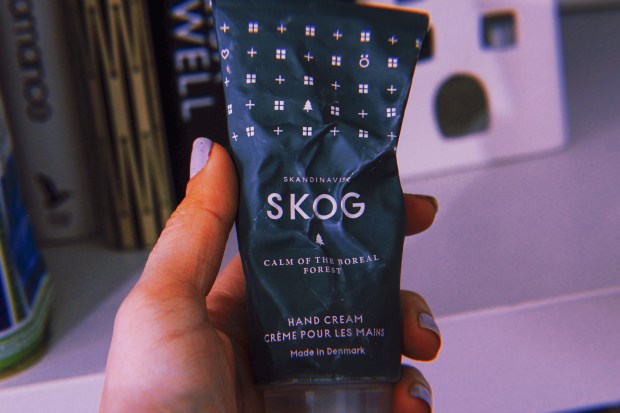 WELL
Ö
SKANDINAVISK
SKOG
CALM OF THE BOREAL
FOREST
HAND CREAM
CRÈME POUR LES MAINS
Made in Denmark